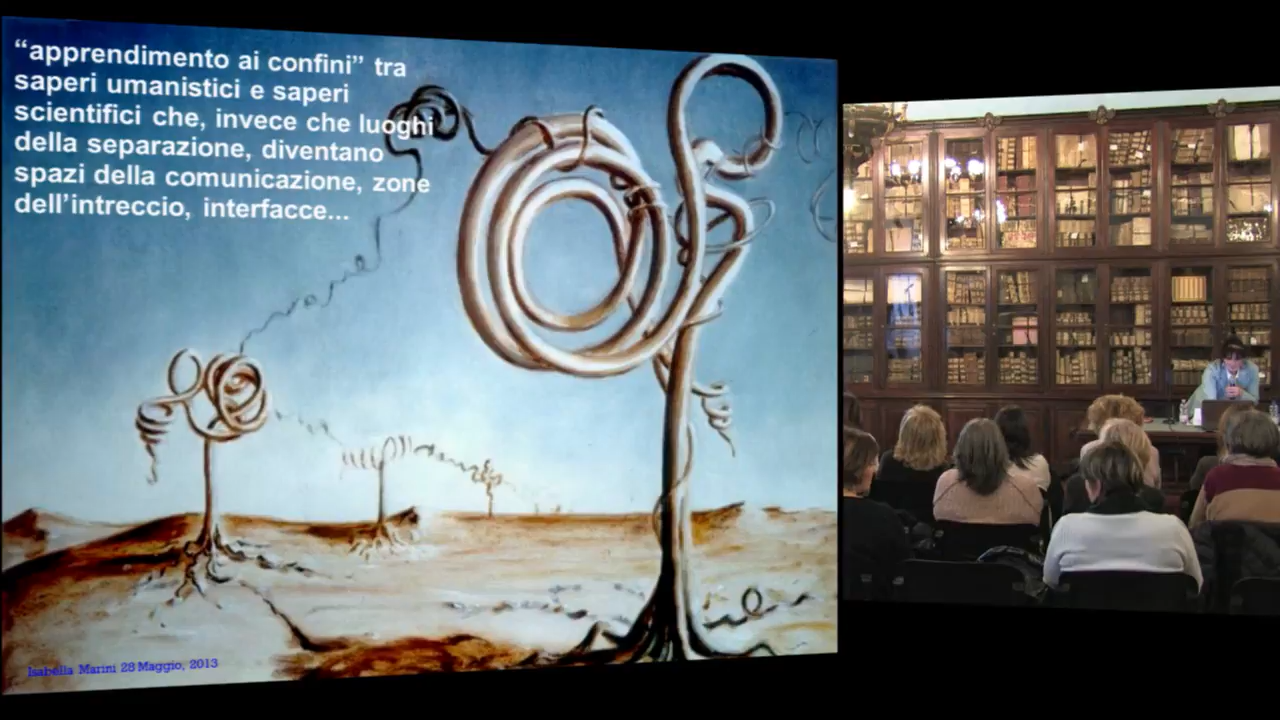 “apprendimento ai confini” tra
saperi umanistici e saperi
scientifici che, invece che luoghi
della separazione, diventano
spazi della comunicazione, zone
dell’intreccio, interfacce...
Isabella Marini 28 Maggio, 2013